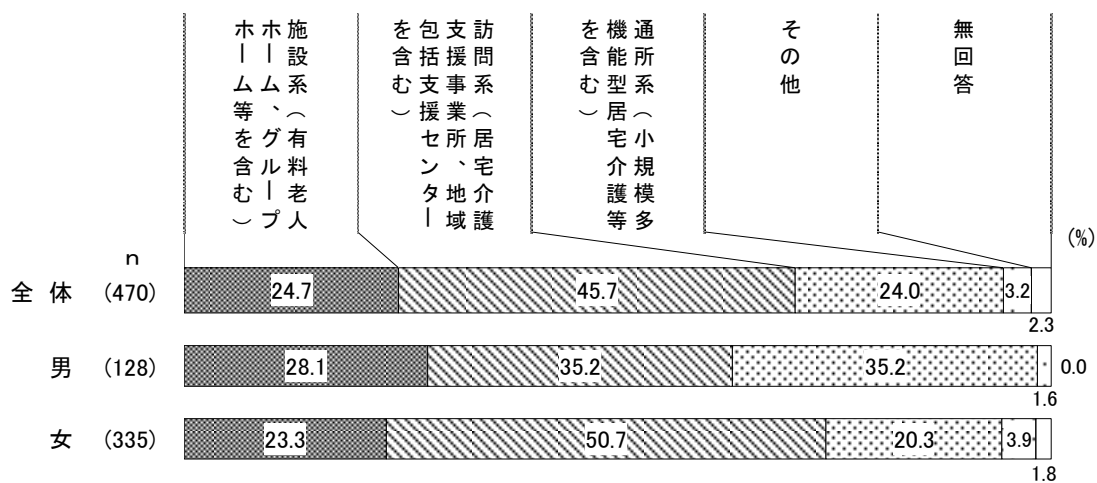 施設系（有料老人
ホーム、グループ
ホーム等を含む）
訪問系（居宅介護
支援事業所、地域
包括支援センター
を含む）
通所系（小規模多
機能型居宅介護等
を含む）
その他
無回答
(%)
n
全 体 (470) 24.7 45.7 24.0 3.2
2.3
男 (128) 28.1 35.2 35.2 0.0
1.6
女 (335) 23.3 50.7 20.3 3.9
1.8